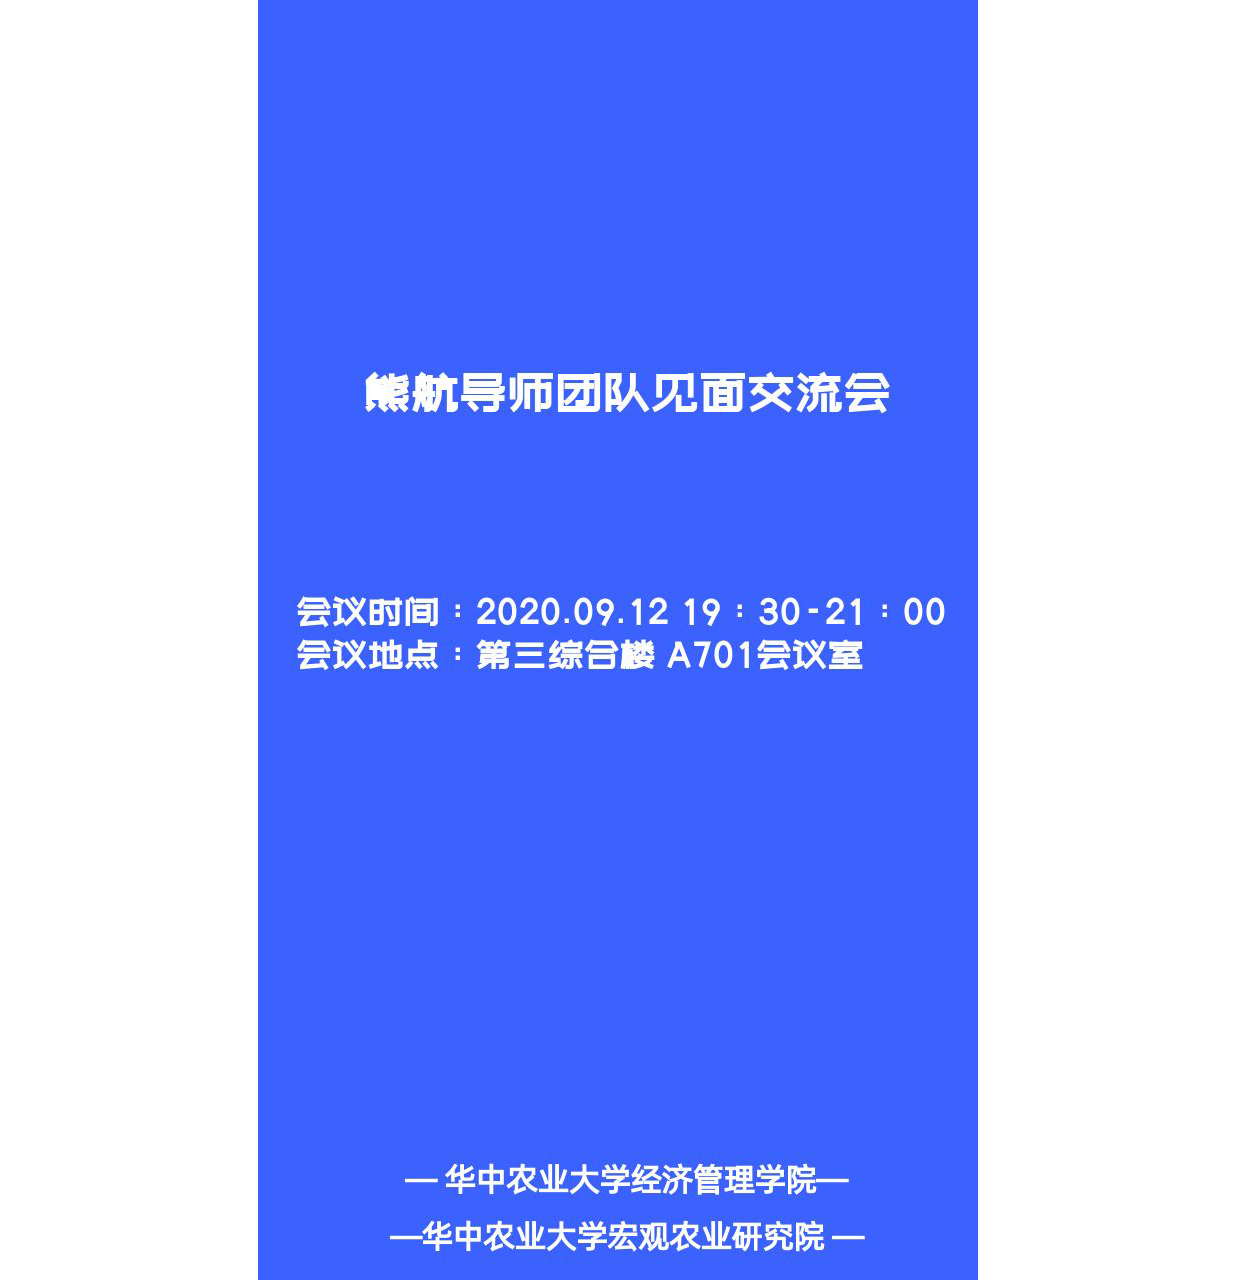 熊航导师团队见面交流会
会议时间：2020.09.12 19：30-21：00
会议地点：第三综合楼 A701会议室
— 华中农业大学经济管理学院—
—华中农业大学宏观农业研究院 —